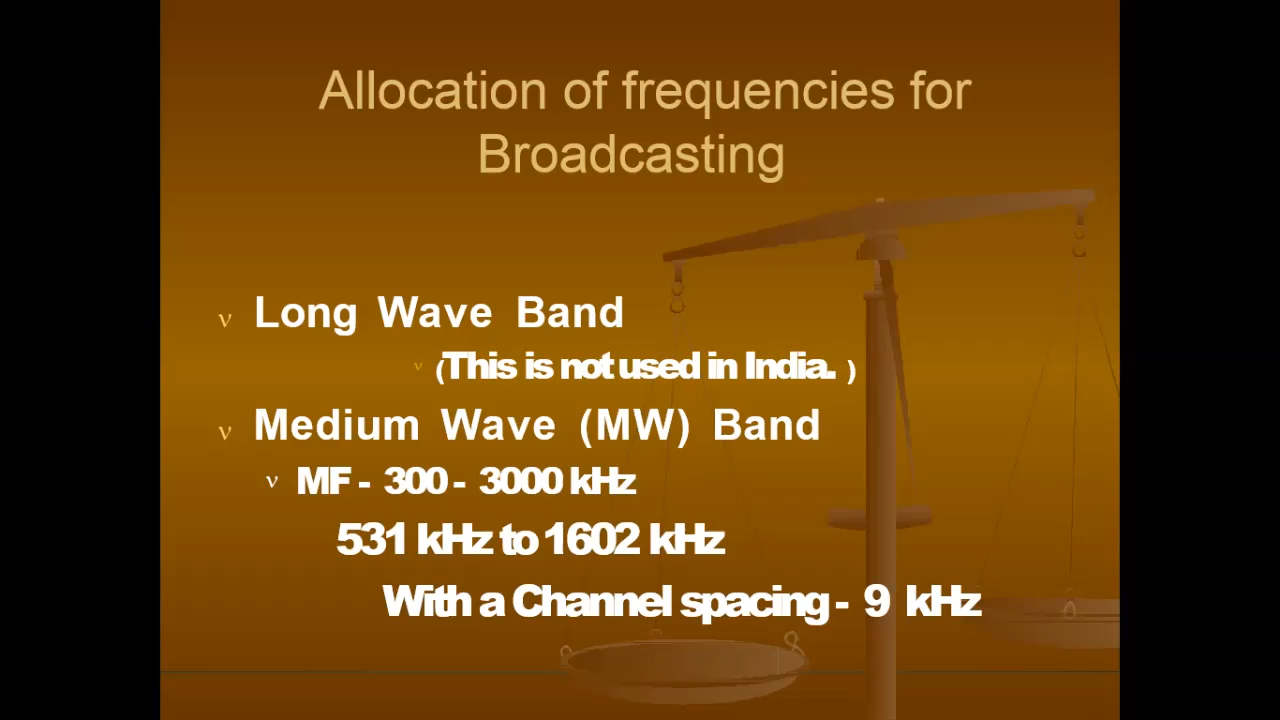 Allocation of frequencies for
Broadcasting
ν Long Wave Band
ν (This is not used in India. )
ν Medium Wave (MW) Band
ν MF - 300 - 3000 kHz
531 kHz to 1602 kHz
With a Channel spacing - 9 kHz